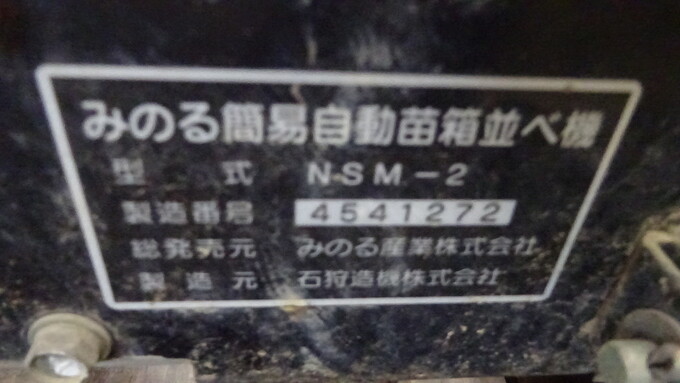 みのる簡易自動苗箱並べ機
型式 N-SM-2
製造番号 4541272
総発売元 みのる産業株式会社
製造元 石狩造機株式会社